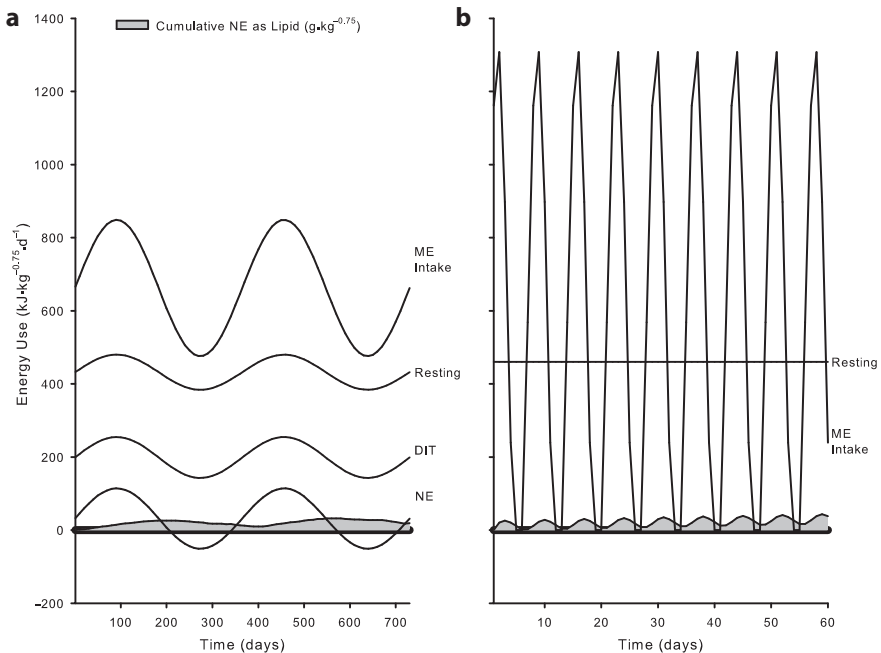 a
Cumulative NE as Lipid (g▪kg−0.75)
b
Energy Use (kJ▪kg−0.75▪d−1)
1400
1200
1000
800
600
400
200
0
−200
ME
Intake
Resting
DIT
NE
100 200 300 400 500 600 700
Time (days)
Resting
ME
Intake
10 20 30 40 50 60
Time (days)